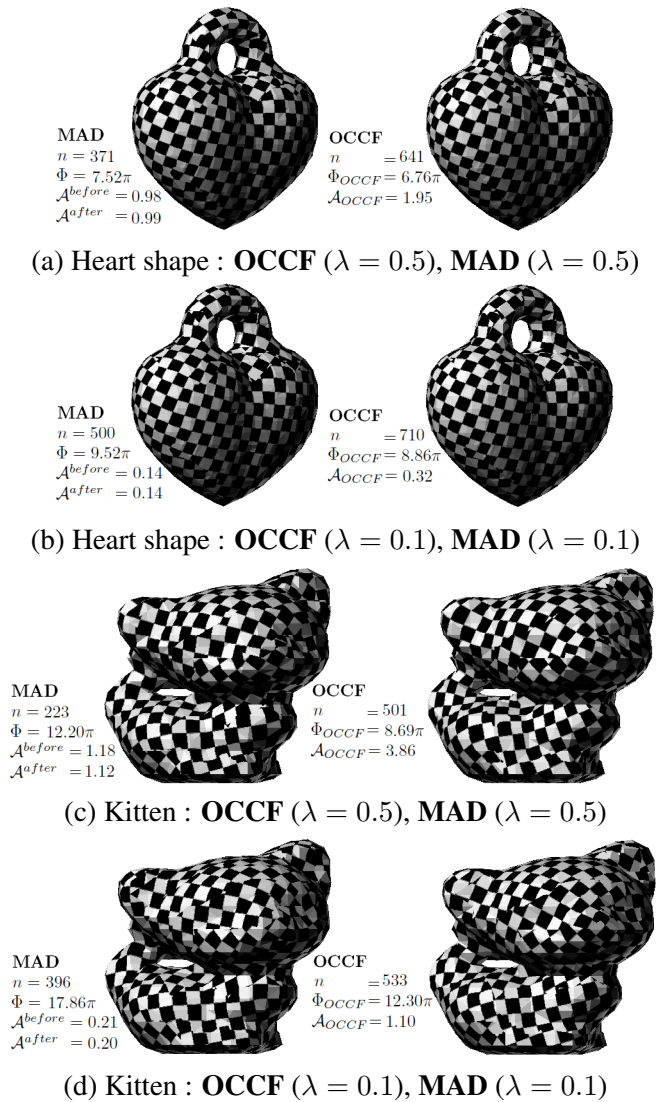 MAD
n = 371
Φ = 7.52π
𝒜^before = 0.98
𝒜^after = 0.99
OCCF
n = 641
Φ_OCCF = 6.76π
𝒜_OCCF = 1.95
(a) Heart shape : OCCF (λ = 0.5), MAD (λ = 0.5)
MAD
n = 500
Φ = 9.52π
𝒜^before = 0.14
𝒜^after = 0.14
OCCF
n = 710
Φ_OCCF = 8.86π
𝒜_OCCF = 0.32
(b) Heart shape : OCCF (λ = 0.1), MAD (λ = 0.1)
MAD
n = 223
Φ = 12.20π
𝒜^before = 1.18
𝒜^after = 1.12
OCCF
n = 501
Φ_OCCF = 8.69π
𝒜_OCCF = 3.86
(c) Kitten : OCCF (λ = 0.5), MAD (λ = 0.5)
MAD
n = 396
Φ = 17.86π
𝒜^before = 0.21
𝒜^after = 0.20
OCCF
n = 533
Φ_OCCF = 12.30π
𝒜_OCCF = 1.10
(d) Kitten : OCCF (λ = 0.1), MAD (λ = 0.1)